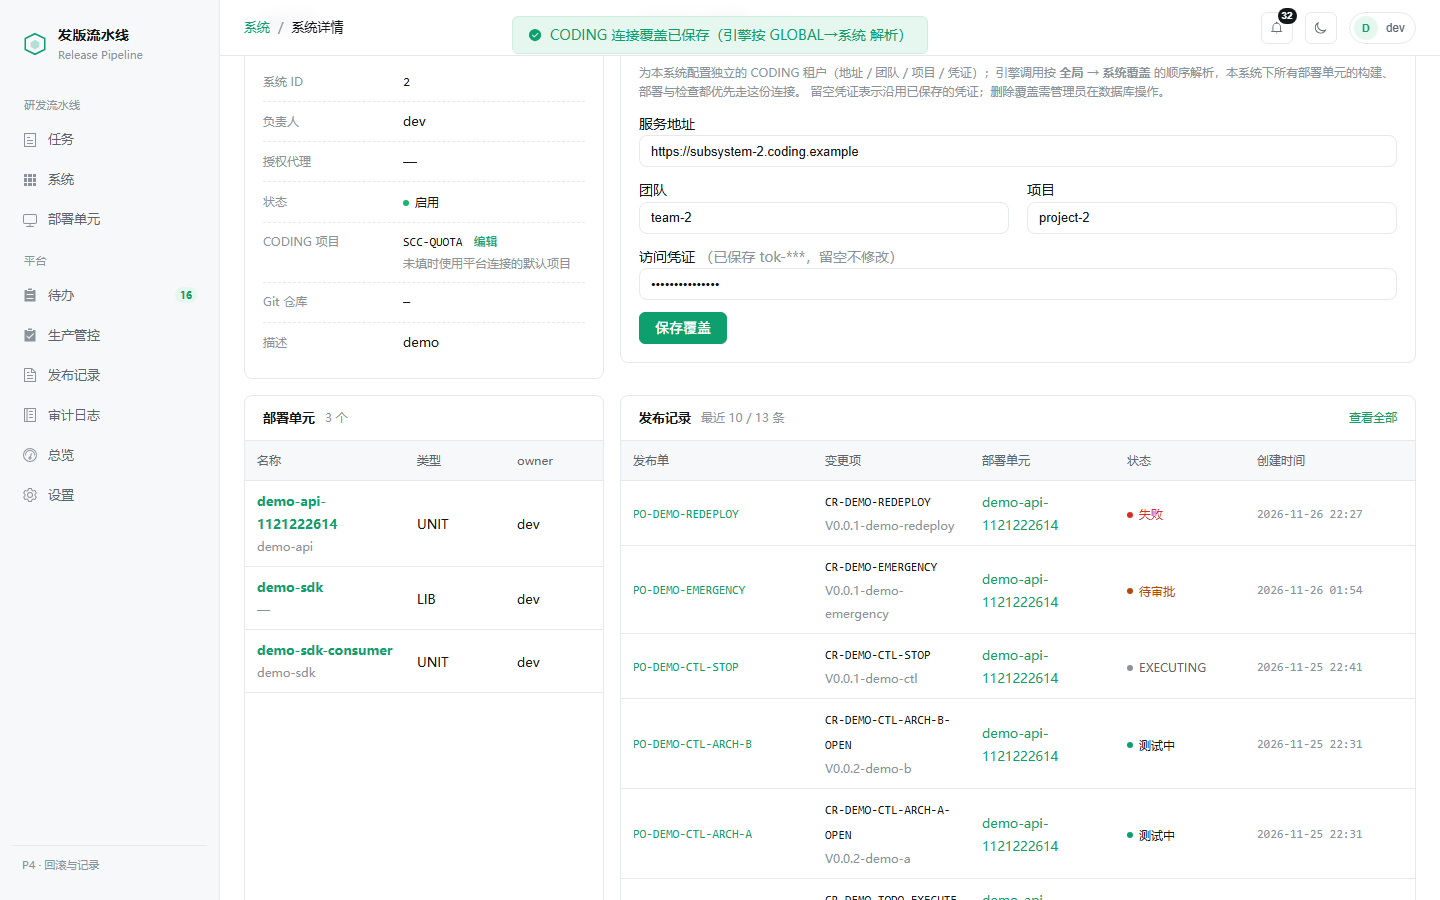 发版流水线
Release Pipeline
研发流水线
任务
系统
部署单元
平台
待办 16
生产管控
发布记录
审计日志
总览
设置
P4 · 回滚与记录
系统 / 系统详情
CODING 连接覆盖已保存（引擎按 GLOBAL→系统 解析）
32
D dev
系统 ID 2
负责人 dev
授权代理 —
状态 启用
CODING 项目 SCC-QUOTA 编辑
未填时使用平台连接的默认项目
Git 仓库 —
描述 demo
为本系统配置独立的 CODING 租户（地址 / 团队 / 项目 / 凭证）；引擎调用按 全局 → 系统覆盖 的顺序解析，本系统下所有部署单元的构建、
部署与检查都优先走这份连接。 留空凭证表示沿用已保存的凭证；删除覆盖需管理员在数据库操作。
服务地址
https://subsystem-2.coding.example
团队 项目
team-2 project-2
访问凭证 （已保存 tok-***，留空不修改）
•••••••••••••••
保存覆盖
部署单元 3 个
名称 类型 owner
demo-api-
1121222614
demo-api
UNIT dev
demo-sdk
—
LIB dev
demo-sdk-consumer
demo-sdk
UNIT dev
发布记录 最近 10 / 13 条 查看全部
发布单 变更项 部署单元 状态 创建时间
PO-DEMO-REDEPLOY
CR-DEMO-REDEPLOY
V0.0.1-demo-redeploy
demo-api-
1121222614
失败
2026-11-26 22:27
PO-DEMO-EMERGENCY
CR-DEMO-EMERGENCY
V0.0.1-demo-
emergency
demo-api-
1121222614
待审批
2026-11-26 01:54
PO-DEMO-CTL-STOP
CR-DEMO-CTL-STOP
V0.0.1-demo-ctl
demo-api-
1121222614
EXECUTING
2026-11-25 22:41
PO-DEMO-CTL-ARCH-B
CR-DEMO-CTL-ARCH-B-
OPEN
V0.0.2-demo-b
demo-api-
1121222614
测试中
2026-11-25 22:31
PO-DEMO-CTL-ARCH-A
CR-DEMO-CTL-ARCH-A-
OPEN
V0.0.2-demo-a
demo-api-
1121222614
测试中
2026-11-25 22:31
CR-DEMO-TODO-EXECUTE
demo-api-